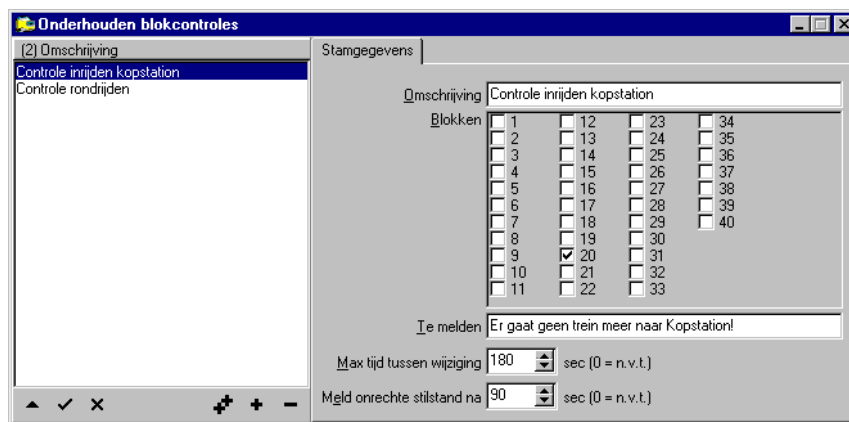 Onderhouden blokcontroles
(2) Omschrijving
Controle inrijden kopstation
Controle rondrijden
Stamgegevens
Omschrijving Controle inrijden kopstation
Blokken
1 12 23 34
2 13 24 35
3 14 25 36
4 15 26 37
5 16 27 38
6 17 28 39
7 18 29 40
8 19 30
9 20 31
10 21 32
11 22 33
Te melden Er gaat geen trein meer naar Kopstation!
Max tijd tussen wijziging 180 sec (0 = n.v.t.)
Meld onrechte stilstand na 90 sec (0 = n.v.t.)